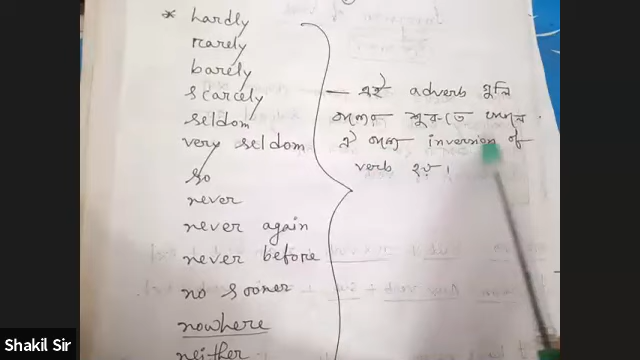 * hardly
rarely
barely
scarcely
seldom
very seldom
so
never
never again
never before
no sooner
nowhere
neither
— এই adverb গুলি
বাক্যের শুরুতে বসলে
ঐ বাক্যে inversion of
verb হয়।
Shakil Sir